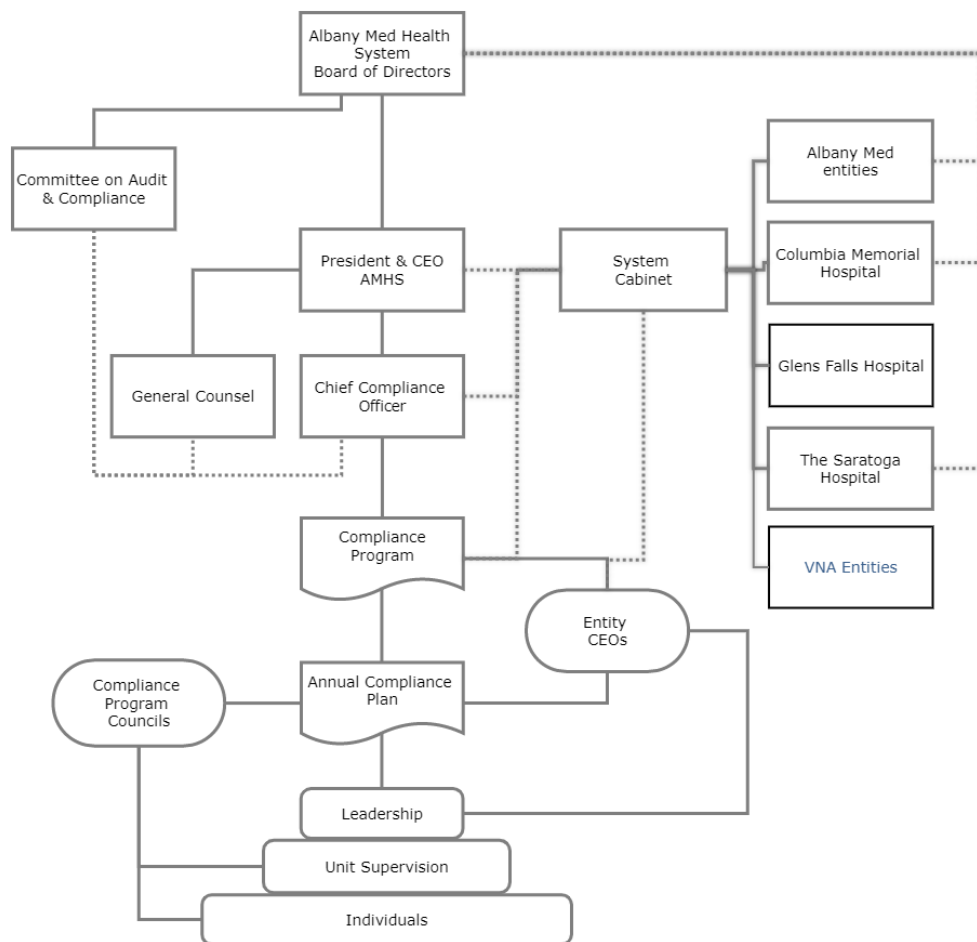 Albany Med Health
System
Board of Directors
Committee on Audit
& Compliance
Albany Med
entities
President & CEO
AMHS
System
Cabinet
Columbia Memorial
Hospital
General Counsel
Chief Compliance
Officer
Glens Falls Hospital
The Saratoga
Hospital
Compliance
Program
VNA Entities
Entity
CEOs
Compliance
Program
Councils
Annual Compliance
Plan
Leadership
Unit Supervision
Individuals